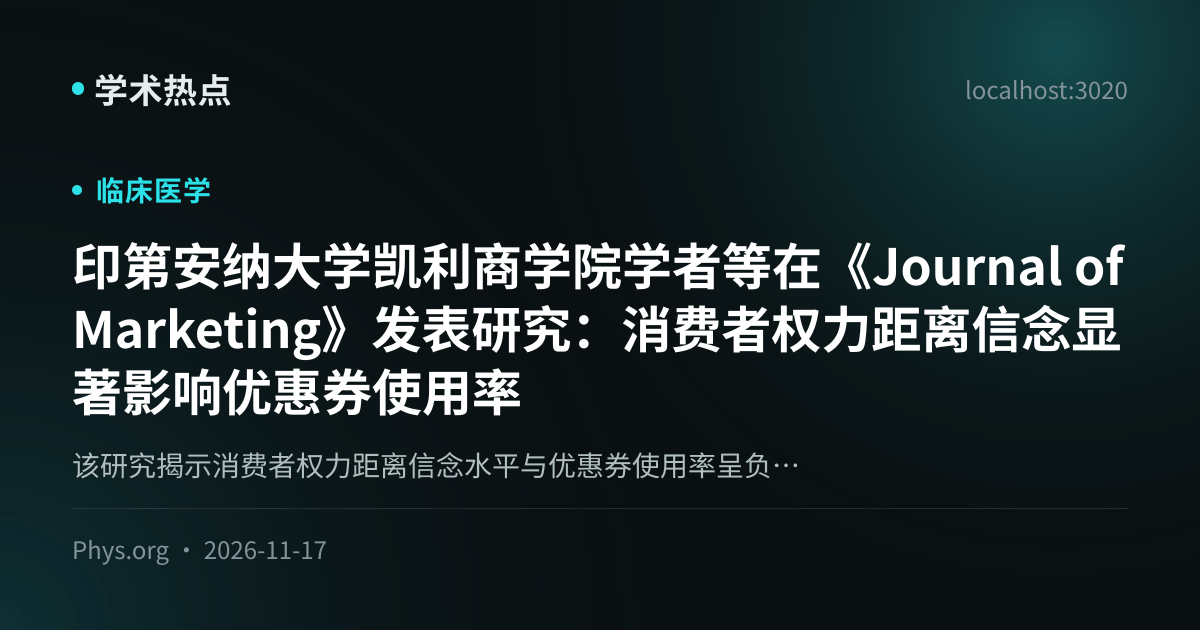 学术热点
localhost:3020
临床医学
印第安纳大学凯利商学院学者等在《Journal of
Marketing》发表研究：消费者权力距离信念显
著影响优惠券使用率
该研究揭示消费者权力距离信念水平与优惠券使用率呈负…
Phys.org · 2026-11-17